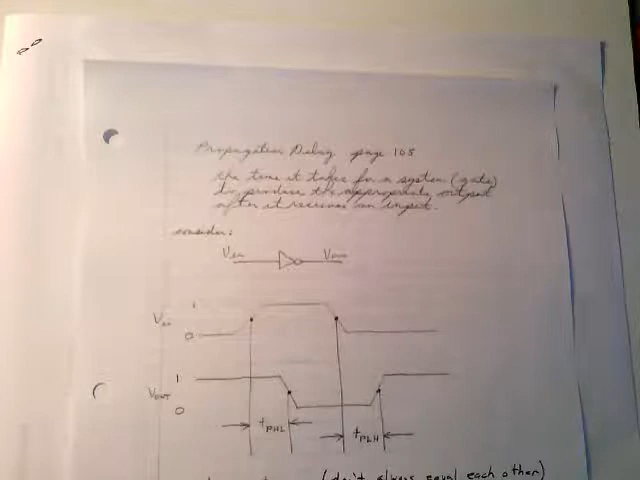 Propagation Delay page 105
the time it takes for a system (gate)
to produce the appropriate output
after it receives an input.
consider:
Vin Vout
1
Vin
0
1
VOUT
0
tPHL tPLH
(don't always equal each other)